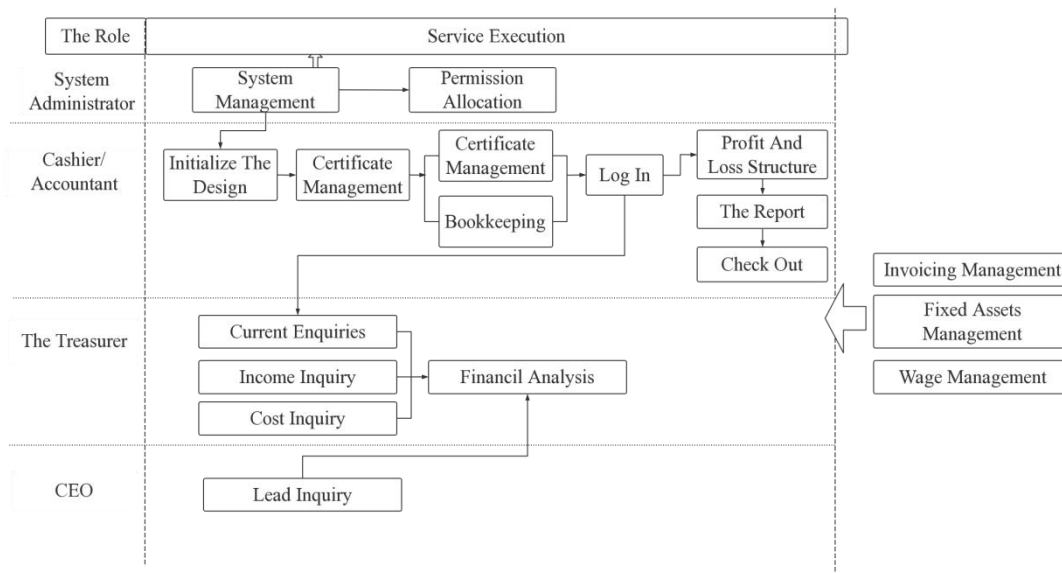 The Role
Service Execution
System
Administrator
System
Management
Permission
Allocation
Cashier/
Accountant
Initialize The
Design
Certificate
Management
Certificate
Management
Bookkeeping
Log In
Profit And
Loss Structure
The Report
Check Out
Invoicing Management
Fixed Assets
Management
Wage Management
The Treasurer
Current Enquiries
Income Inquiry
Financil Analysis
Cost Inquiry
CEO
Lead Inquiry